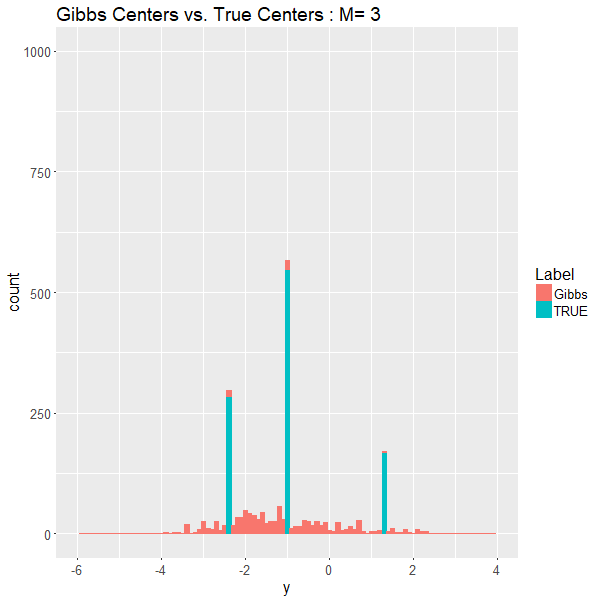 Gibbs Centers vs. True Centers : M= 3
1000
750
500
250
0
count
-6 -4 -2 0 2 4
y
Label
Gibbs
TRUE